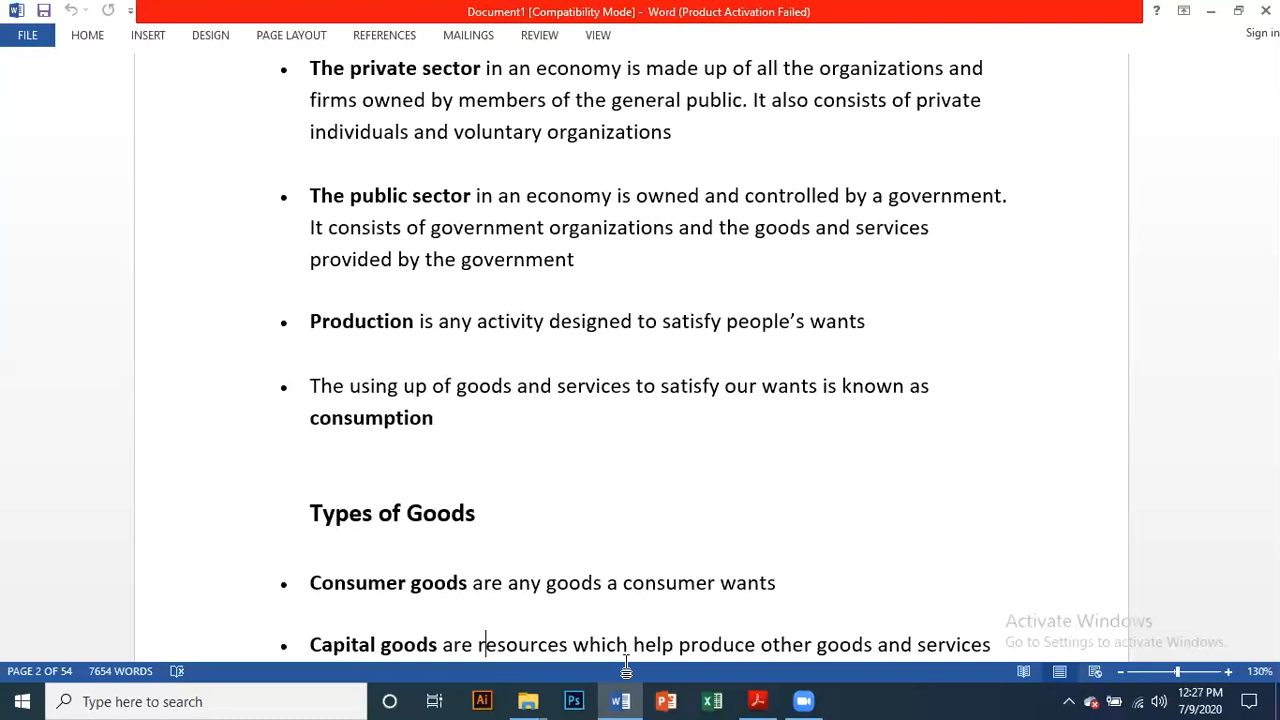 Document1 [Compatibility Mode] - Word (Product Activation Failed)
?
Sign in
FILE HOME INSERT DESIGN PAGE LAYOUT REFERENCES MAILINGS REVIEW VIEW
• The private sector in an economy is made up of all the organizations and
firms owned by members of the general public. It also consists of private
individuals and voluntary organizations
• The public sector in an economy is owned and controlled by a government.
It consists of government organizations and the goods and services
provided by the government
• Production is any activity designed to satisfy people’s wants
• The using up of goods and services to satisfy our wants is known as
consumption
Types of Goods
• Consumer goods are any goods a consumer wants
• Capital goods are resources which help produce other goods and services
Activate Windows
Go to Settings to activate Windows.
PAGE 2 OF 54 7654 WORDS 130%
Type here to search
Ai Ps
12:27 PM
7/9/2020